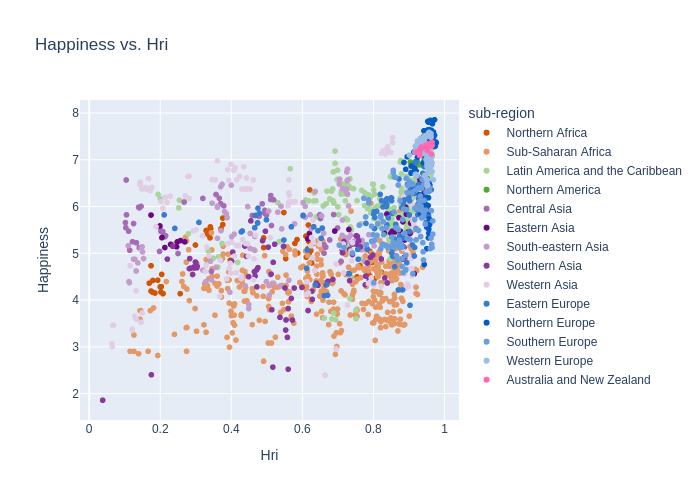 Happiness vs. Hri
sub-region
Northern Africa
Sub-Saharan Africa
Latin America and the Caribbean
Northern America
Central Asia
Eastern Asia
South-eastern Asia
Southern Asia
Western Asia
Eastern Europe
Northern Europe
Southern Europe
Western Europe
Australia and New Zealand
Happiness
8
7
6
5
4
3
2
0
0.2
0.4
0.6
0.8
1
Hri